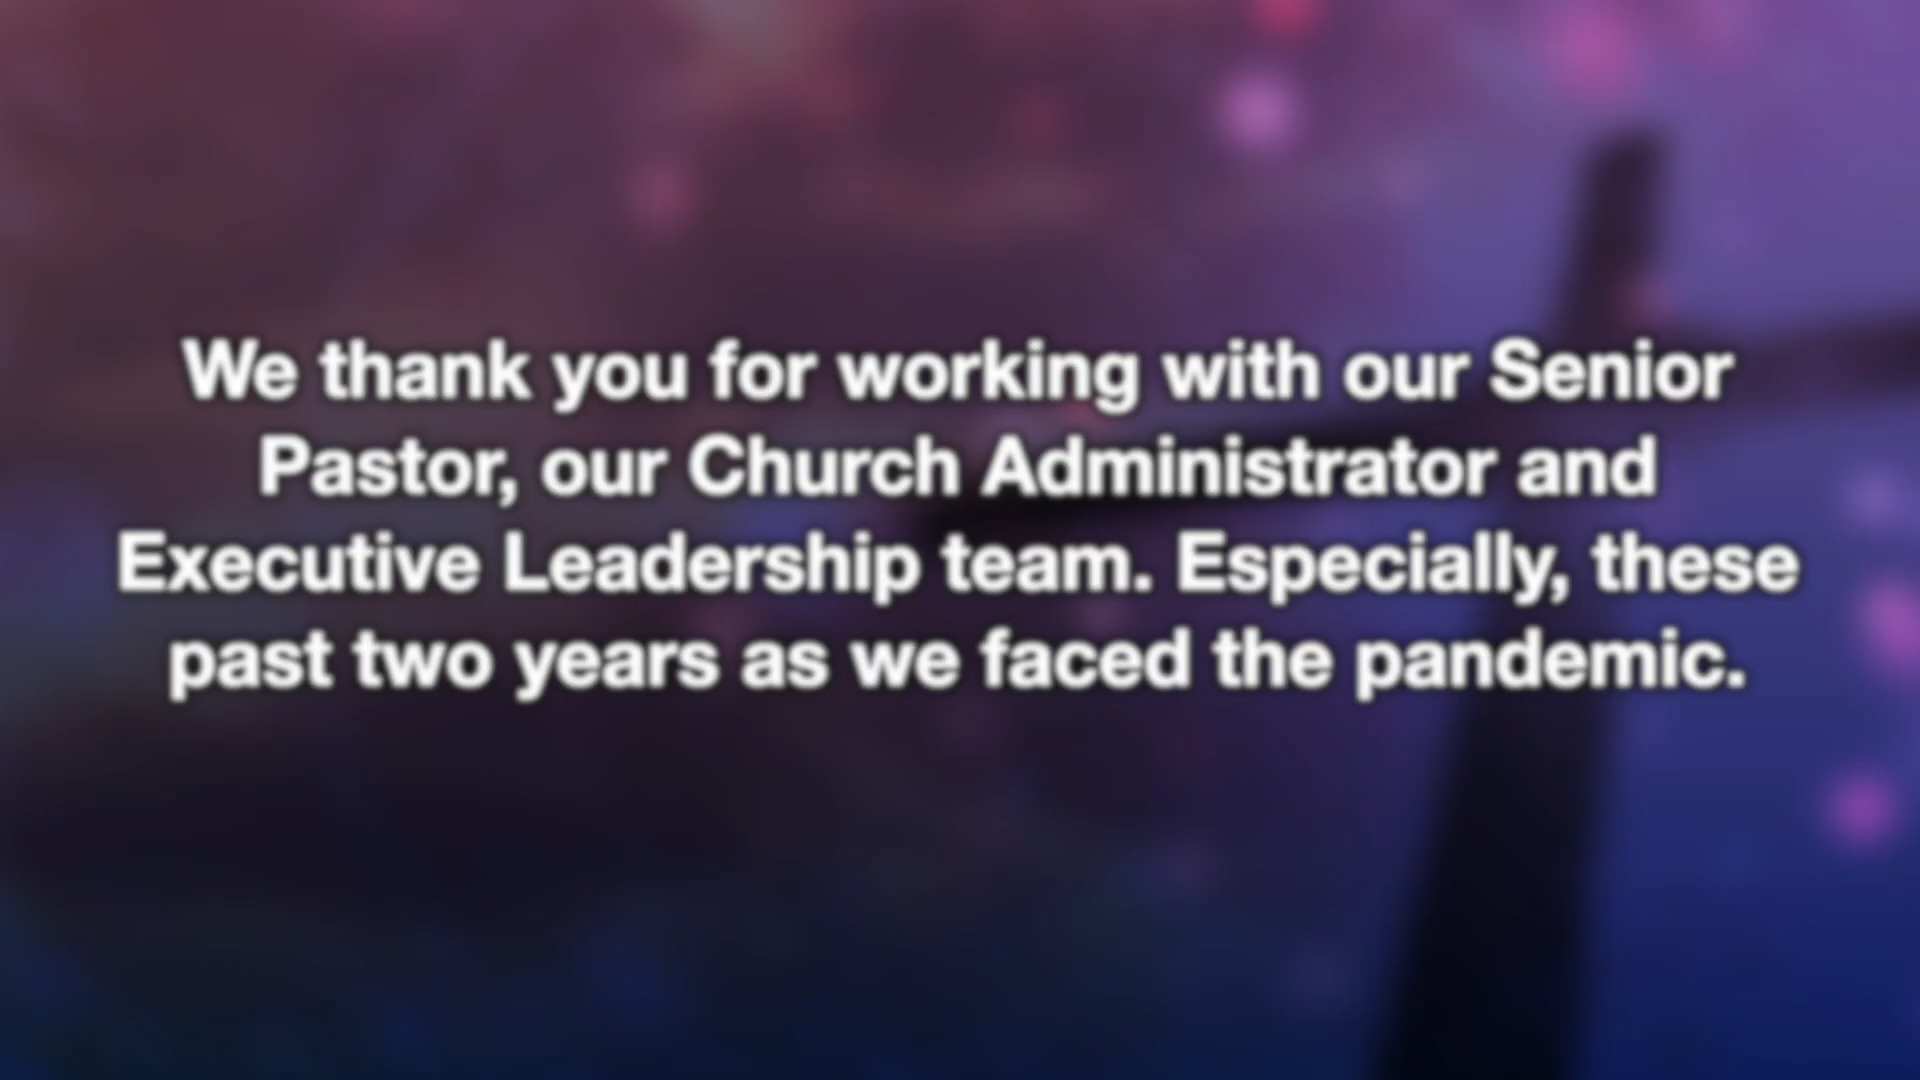 We thank you for working with our Senior
Pastor, our Church Administrator and
Executive Leadership team. Especially, these
past two years as we faced the pandemic.